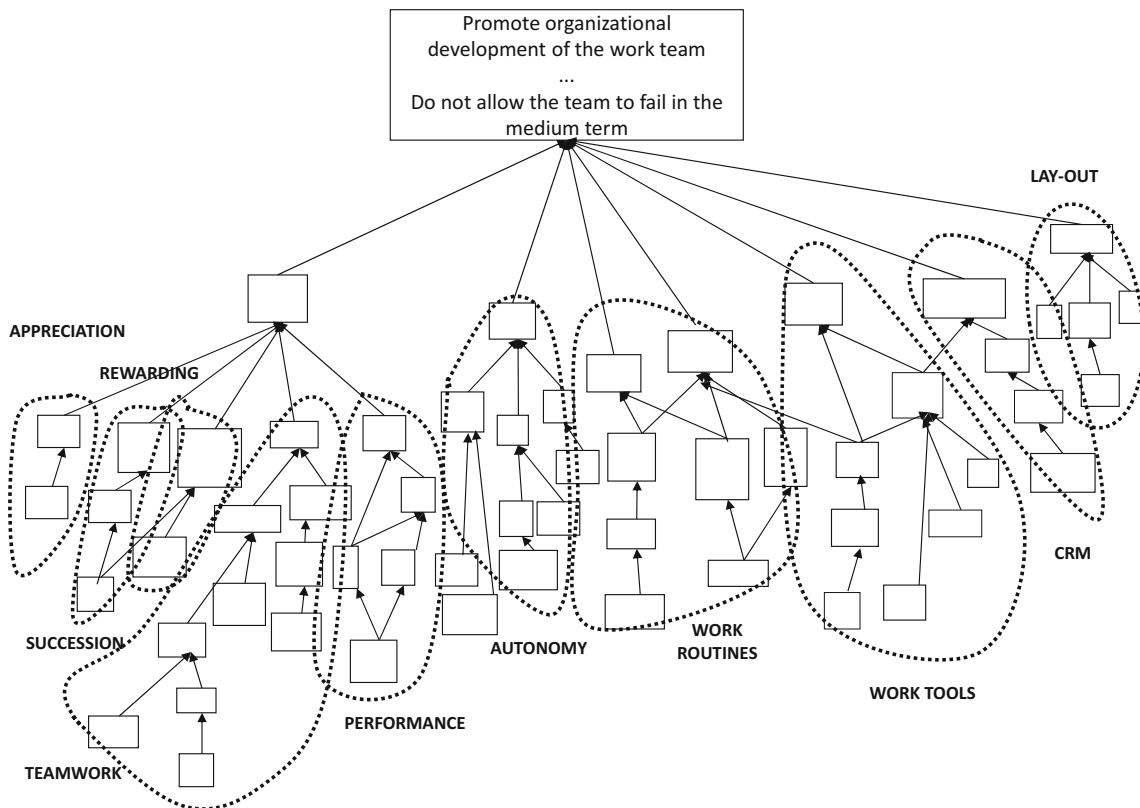 Promote organizational
development of the work team
...
Do not allow the team to fail in the
medium term
LAY-OUT
APPRECIATION
REWARDING
CRM
SUCCESSION
AUTONOMY
WORK
ROUTINES
WORK TOOLS
PERFORMANCE
TEAMWORK